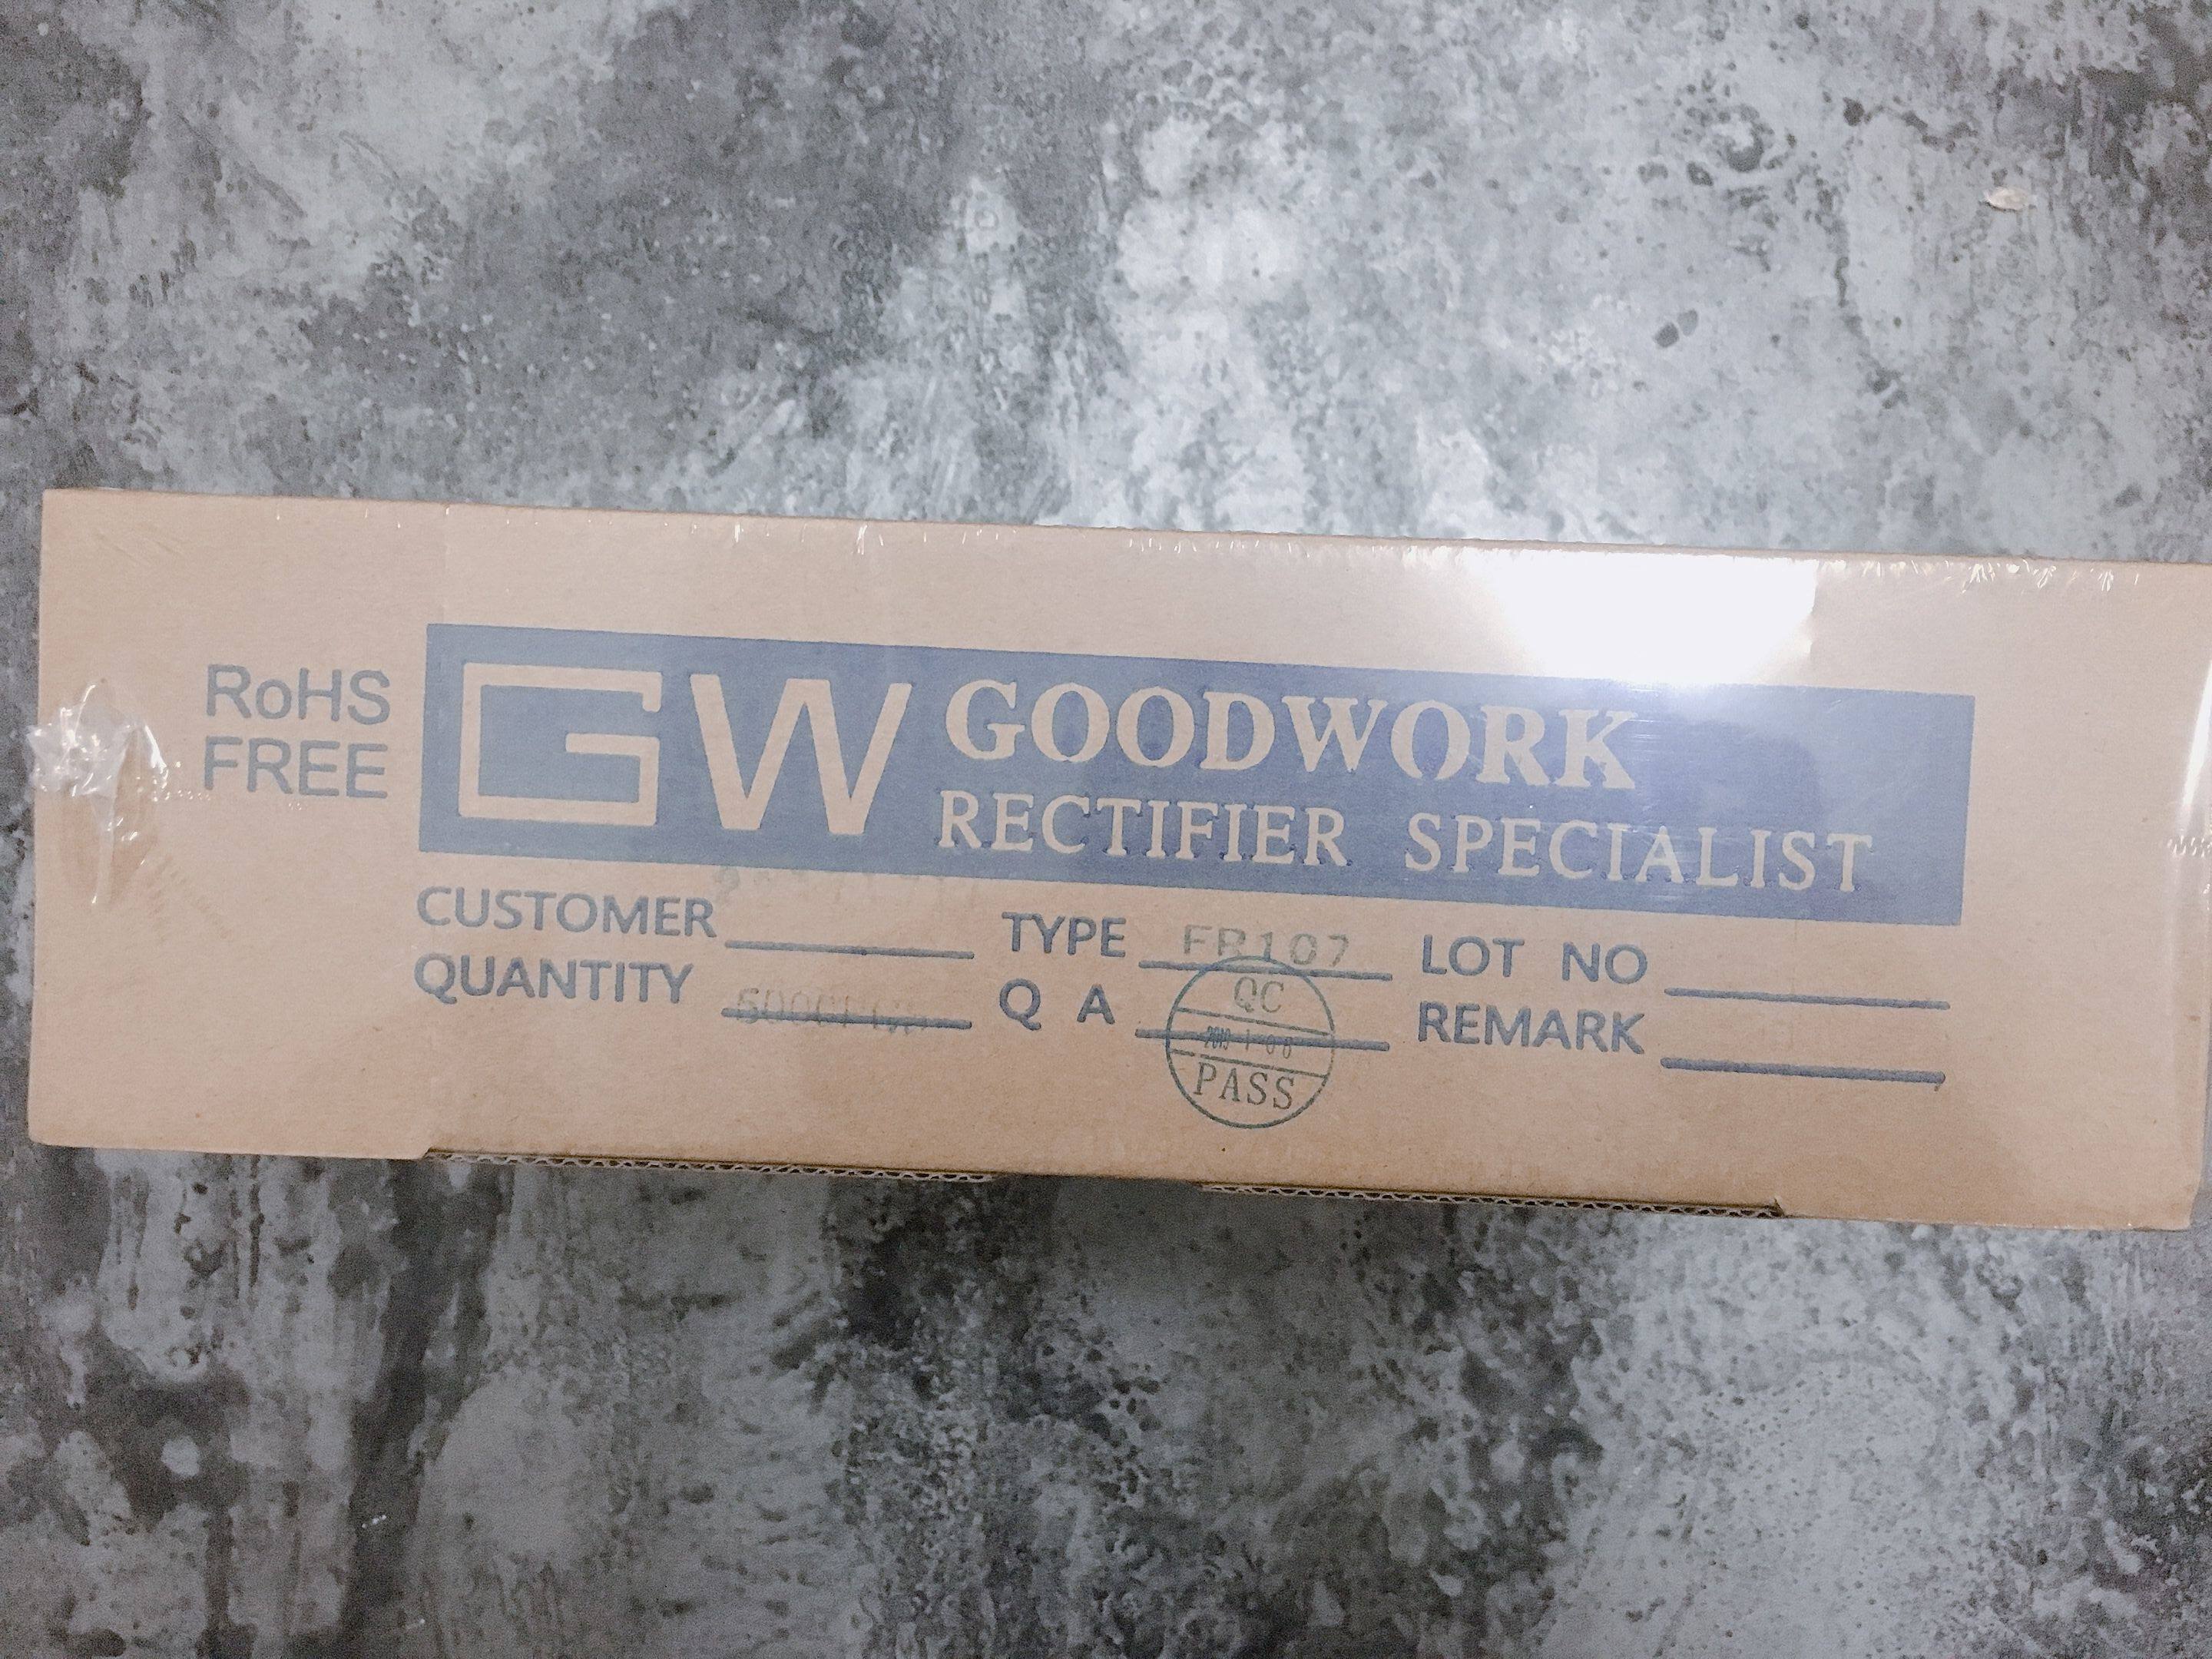 RoHS
FREE
GW
GOODWORK
RECTIFIER SPECIALIST
CUSTOMER
TYPE FR107
LOT NO
QUANTITY
Q A
REMARK
QC
PASS